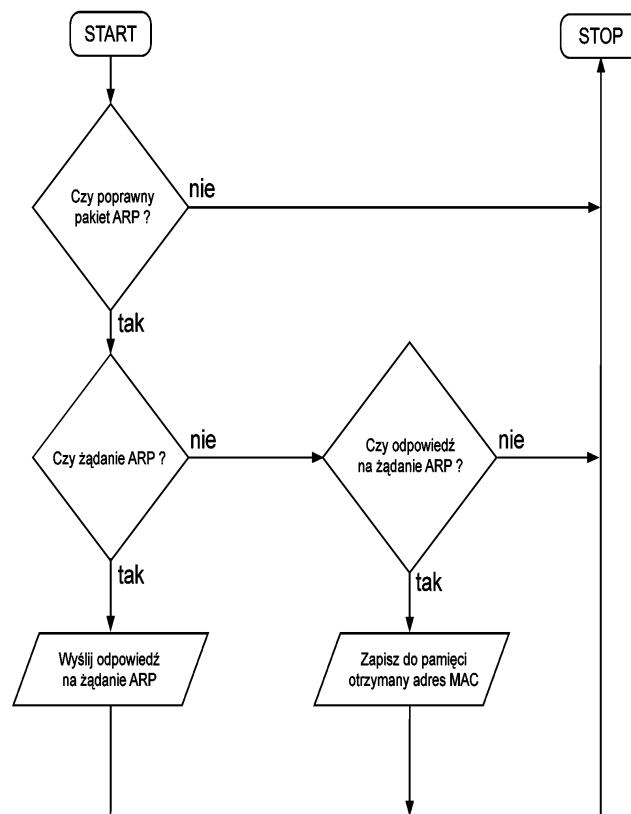 START
STOP
Czy poprawny
pakiet ARP ?
nie
tak
Czy żądanie ARP ?
nie
Czy odpowiedź
na żądanie ARP ?
nie
tak
tak
Wyślij odpowiedź
na żądanie ARP
Zapisz do pamięci
otrzymany adres MAC